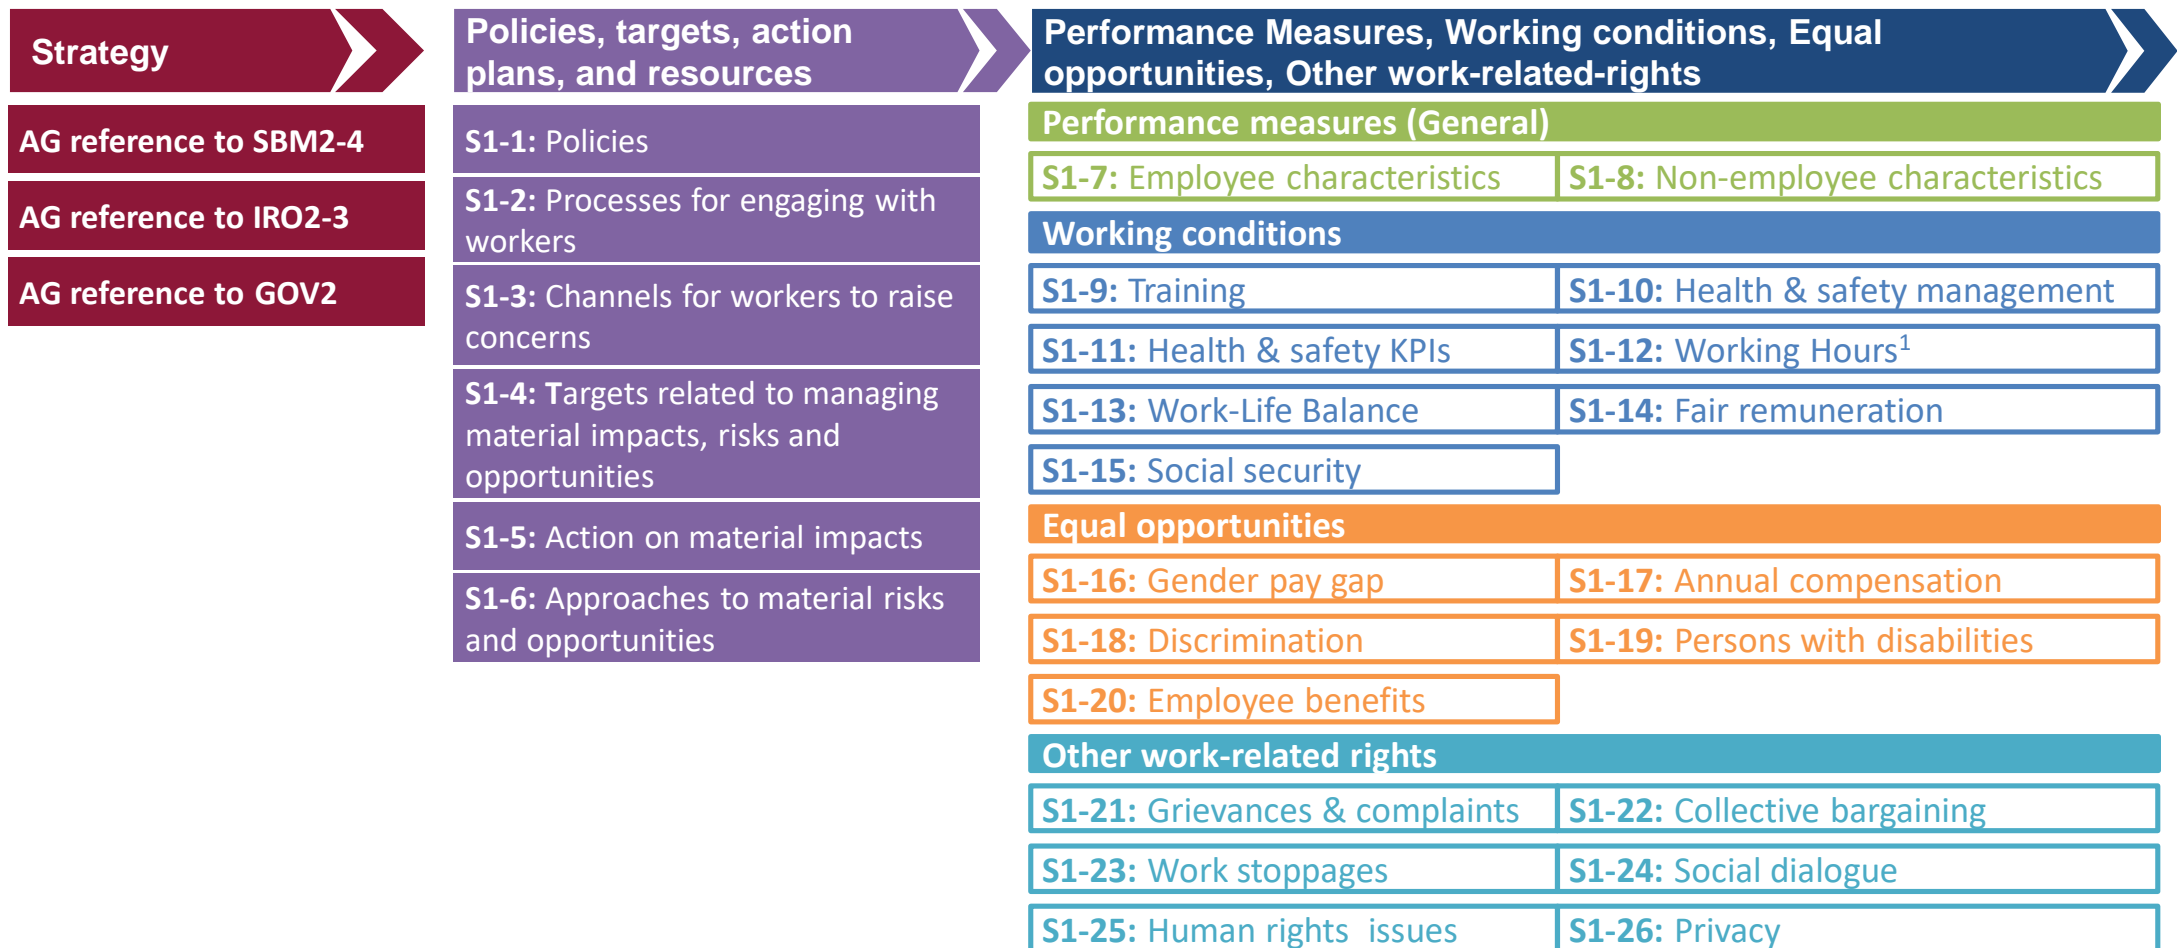 Strategy
AG reference to SBM2-4
AG reference to IRO2-3
AG reference to GOV2
Policies, targets, action
plans, and resources
S1-1: Policies
S1-2: Processes for engaging with
workers
S1-3: Channels for workers to raise
concerns
S1-4: Targets related to managing
material impacts, risks and
opportunities
S1-5: Action on material impacts
S1-6: Approaches to material risks
and opportunities
Performance Measures, Working conditions, Equal
opportunities, Other work-related-rights
Performance measures (General)
S1-7: Employee characteristics
S1-8: Non-employee characteristics
Working conditions
S1-9: Training
S1-10: Health & safety management
S1-11: Health & safety KPIs
S1-12: Working Hours¹
S1-13: Work-Life Balance
S1-14: Fair remuneration
S1-15: Social security
Equal opportunities
S1-16: Gender pay gap
S1-17: Annual compensation
S1-18: Discrimination
S1-19: Persons with disabilities
S1-20: Employee benefits
Other work-related rights
S1-21: Grievances & complaints
S1-22: Collective bargaining
S1-23: Work stoppages
S1-24: Social dialogue
S1-25: Human rights issues
S1-26: Privacy